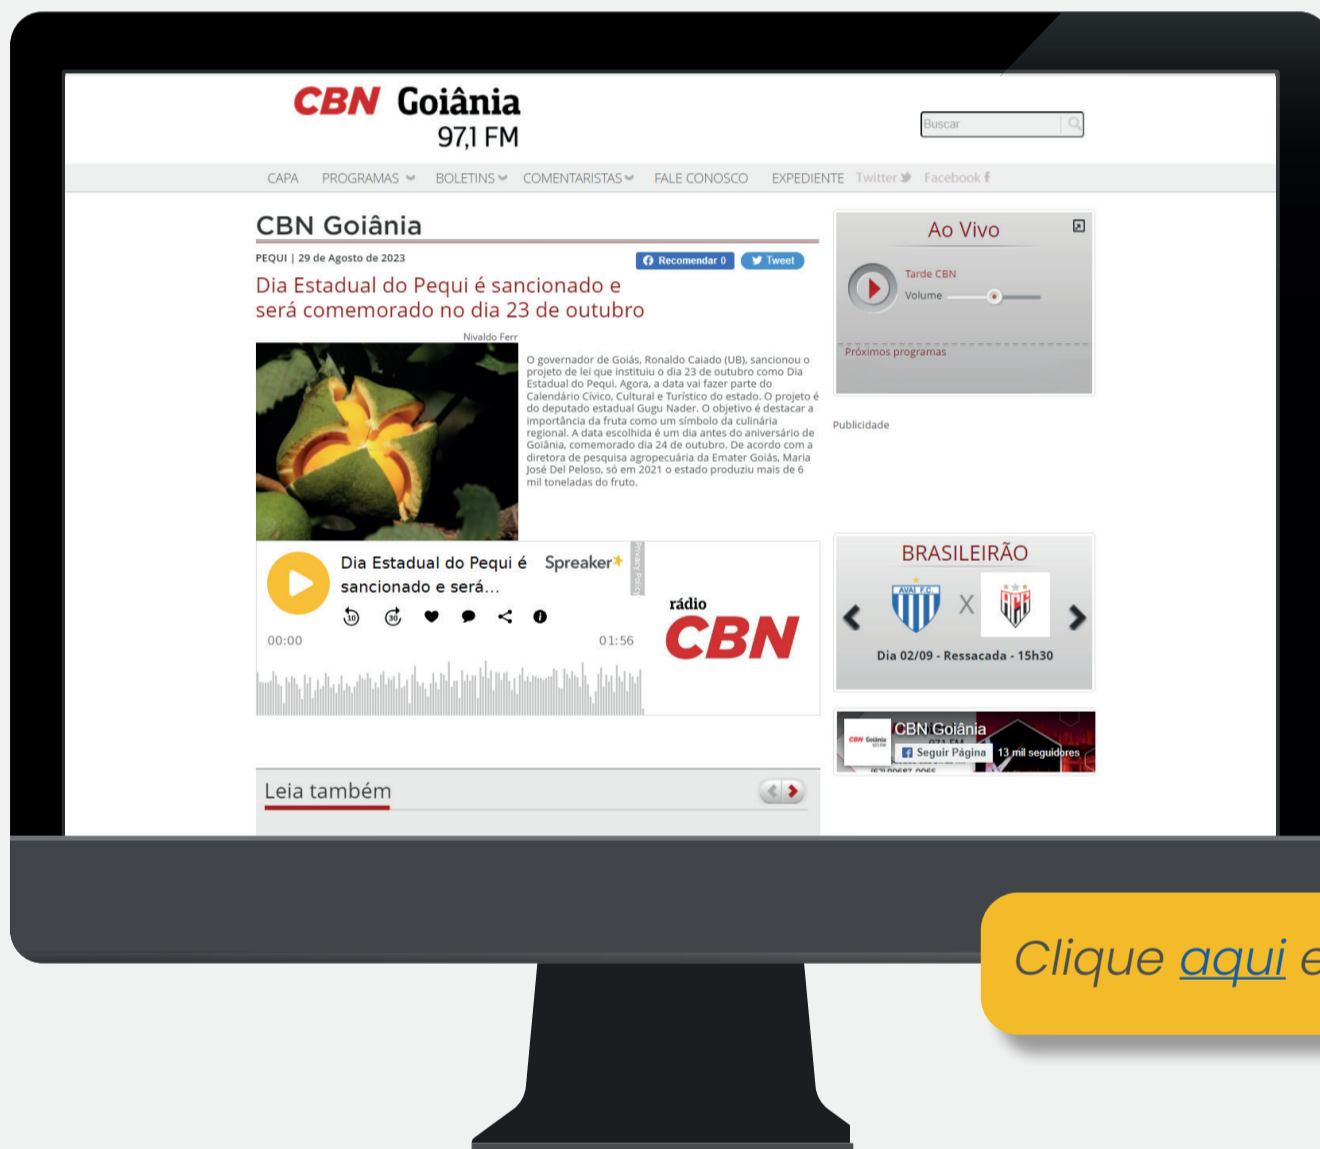 CBN Goiânia
97,1 FM
Buscar
CAPA PROGRAMAS BOLETINS COMENTARISTAS FALE CONOSCO EXPEDIENTE Twitter Facebook
CBN Goiânia
PEQUI | 29 de Agosto de 2023
Recomendar 0 Tweet
Dia Estadual do Pequi é sancionado e
será comemorado no dia 23 de outubro
Nivaldo Ferr
O governador de Goiás, Ronaldo Caiado (UB), sancionou o
projeto de lei que instituiu o dia 23 de outubro como Dia
Estadual do Pequi. Agora, a data vai fazer parte do
Calendário Cívico, Cultural e Turístico do estado. O projeto é
do deputado estadual Gugu Nader. O objetivo é destacar a
importância da fruta como um símbolo da culinária
regional. A data escolhida é um dia antes do aniversário de
Goiânia, comemorado dia 24 de outubro. De acordo com a
diretora de pesquisa agropecuária da Emater Goiás, Maria
José Del Peloso, só em 2021 o estado produziu mais de 6
mil toneladas do fruto.
Dia Estadual do Pequi é
sancionado e será...
Spreaker
Privacy Policy
10 30
00:00 01:56
rádio
CBN
Leia também
Ao Vivo
Tarde CBN
Volume
Próximos programas
Publicidade
BRASILEIRÃO
AVAÍ F.C.
X
Dia 02/09 - Ressacada - 15h30
CBN Goiânia
CBN Goiânia
Seguir Página 13 mil seguidores
Clique aqui e